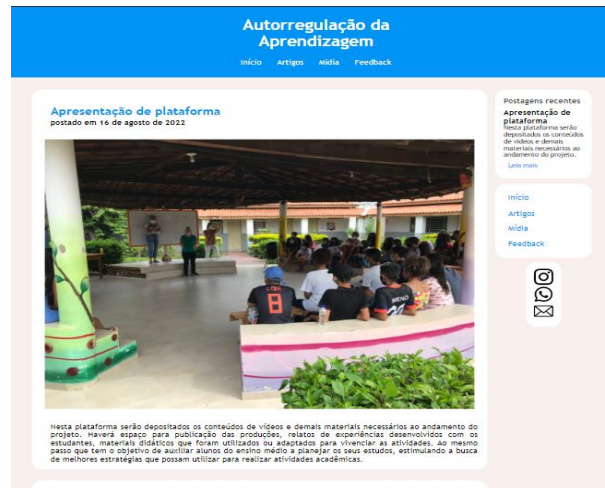 Autorregulação da
Aprendizagem
Início Artigos Mídia Feedback
Apresentação de plataforma
postado em 16 de agosto de 2022
8
MENO
Nesta plataforma serão depositados os conteúdos de vídeos e demais materiais necessários ao andamento do
projeto. Haverá espaço para publicação das produções, relatos de experiências desenvolvidos com os
estudantes, materiais didáticos que foram utilizados ou adaptados para vivenciar as atividades. Ao mesmo
passo que tem o objetivo de auxiliar alunos do ensino médio a planejar os seus estudos, estimulando a busca
de melhores estratégias que possam utilizar para realizar atividades acadêmicas.
Postagens recentes
Apresentação de
plataforma
Nesta plataforma serão
depositados os conteúdos
de vídeos e demais
materiais necessários ao
andamento do projeto.
Leia mais
Início
Artigos
Mídia
Feedback